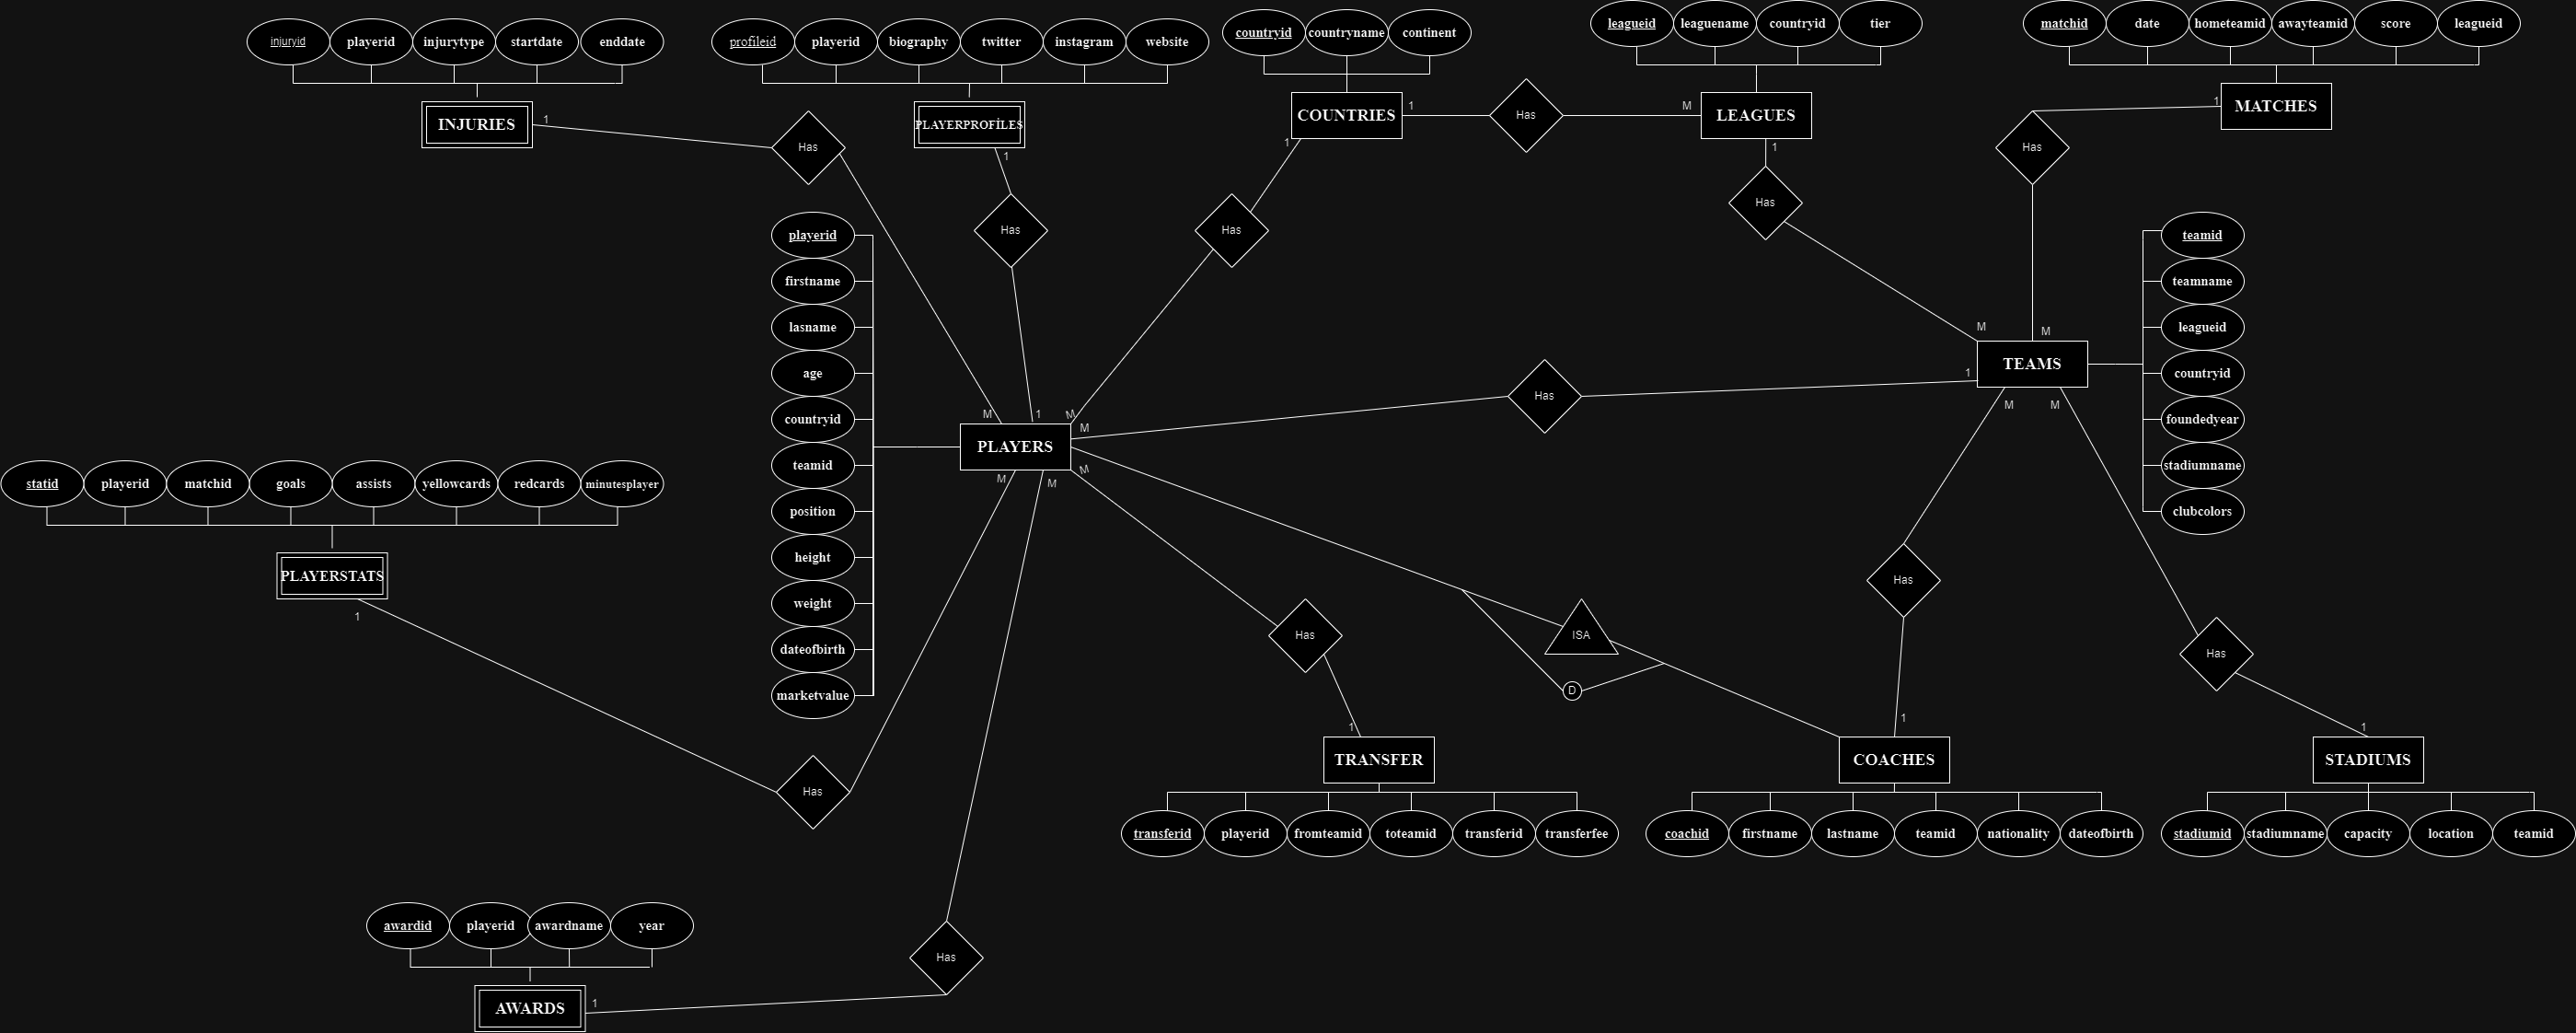 injuryid
playerid
injurytype
startdate
enddate
profileid
playerid
biography
twitter
instagram
website
countryid
countryname
continent
leagueid
leaguename
countryid
tier
matchid
date
hometeamid
awayteamid
score
leagueid
INJURIES
1
Has
PLAYERPROFİLES
1
Has
COUNTRIES
1
Has
M
LEAGUES
1
Has
1
Has
1
MATCHES
Has
playerid
firstname
lasname
age
countryid
teamid
position
height
weight
dateofbirth
marketvalue
teamid
teamname
leagueid
countryid
foundedyear
stadiumname
clubcolors
M
M
TEAMS
1
M
M
Has
M
1
M
M
PLAYERS
M
M
M
statid
playerid
matchid
goals
assists
yellowcards
redcards
minutesplayer
PLAYERSTATS
1
Has
Has
ISA
D
Has
Has
1
TRANSFER
1
COACHES
1
STADIUMS
transferid
playerid
fromteamid
toteamid
transferid
transferfee
coachid
firstname
lastname
teamid
nationality
dateofbirth
stadiumid
stadiumname
capacity
location
teamid
awardid
playerid
awardname
year
Has
AWARDS
1